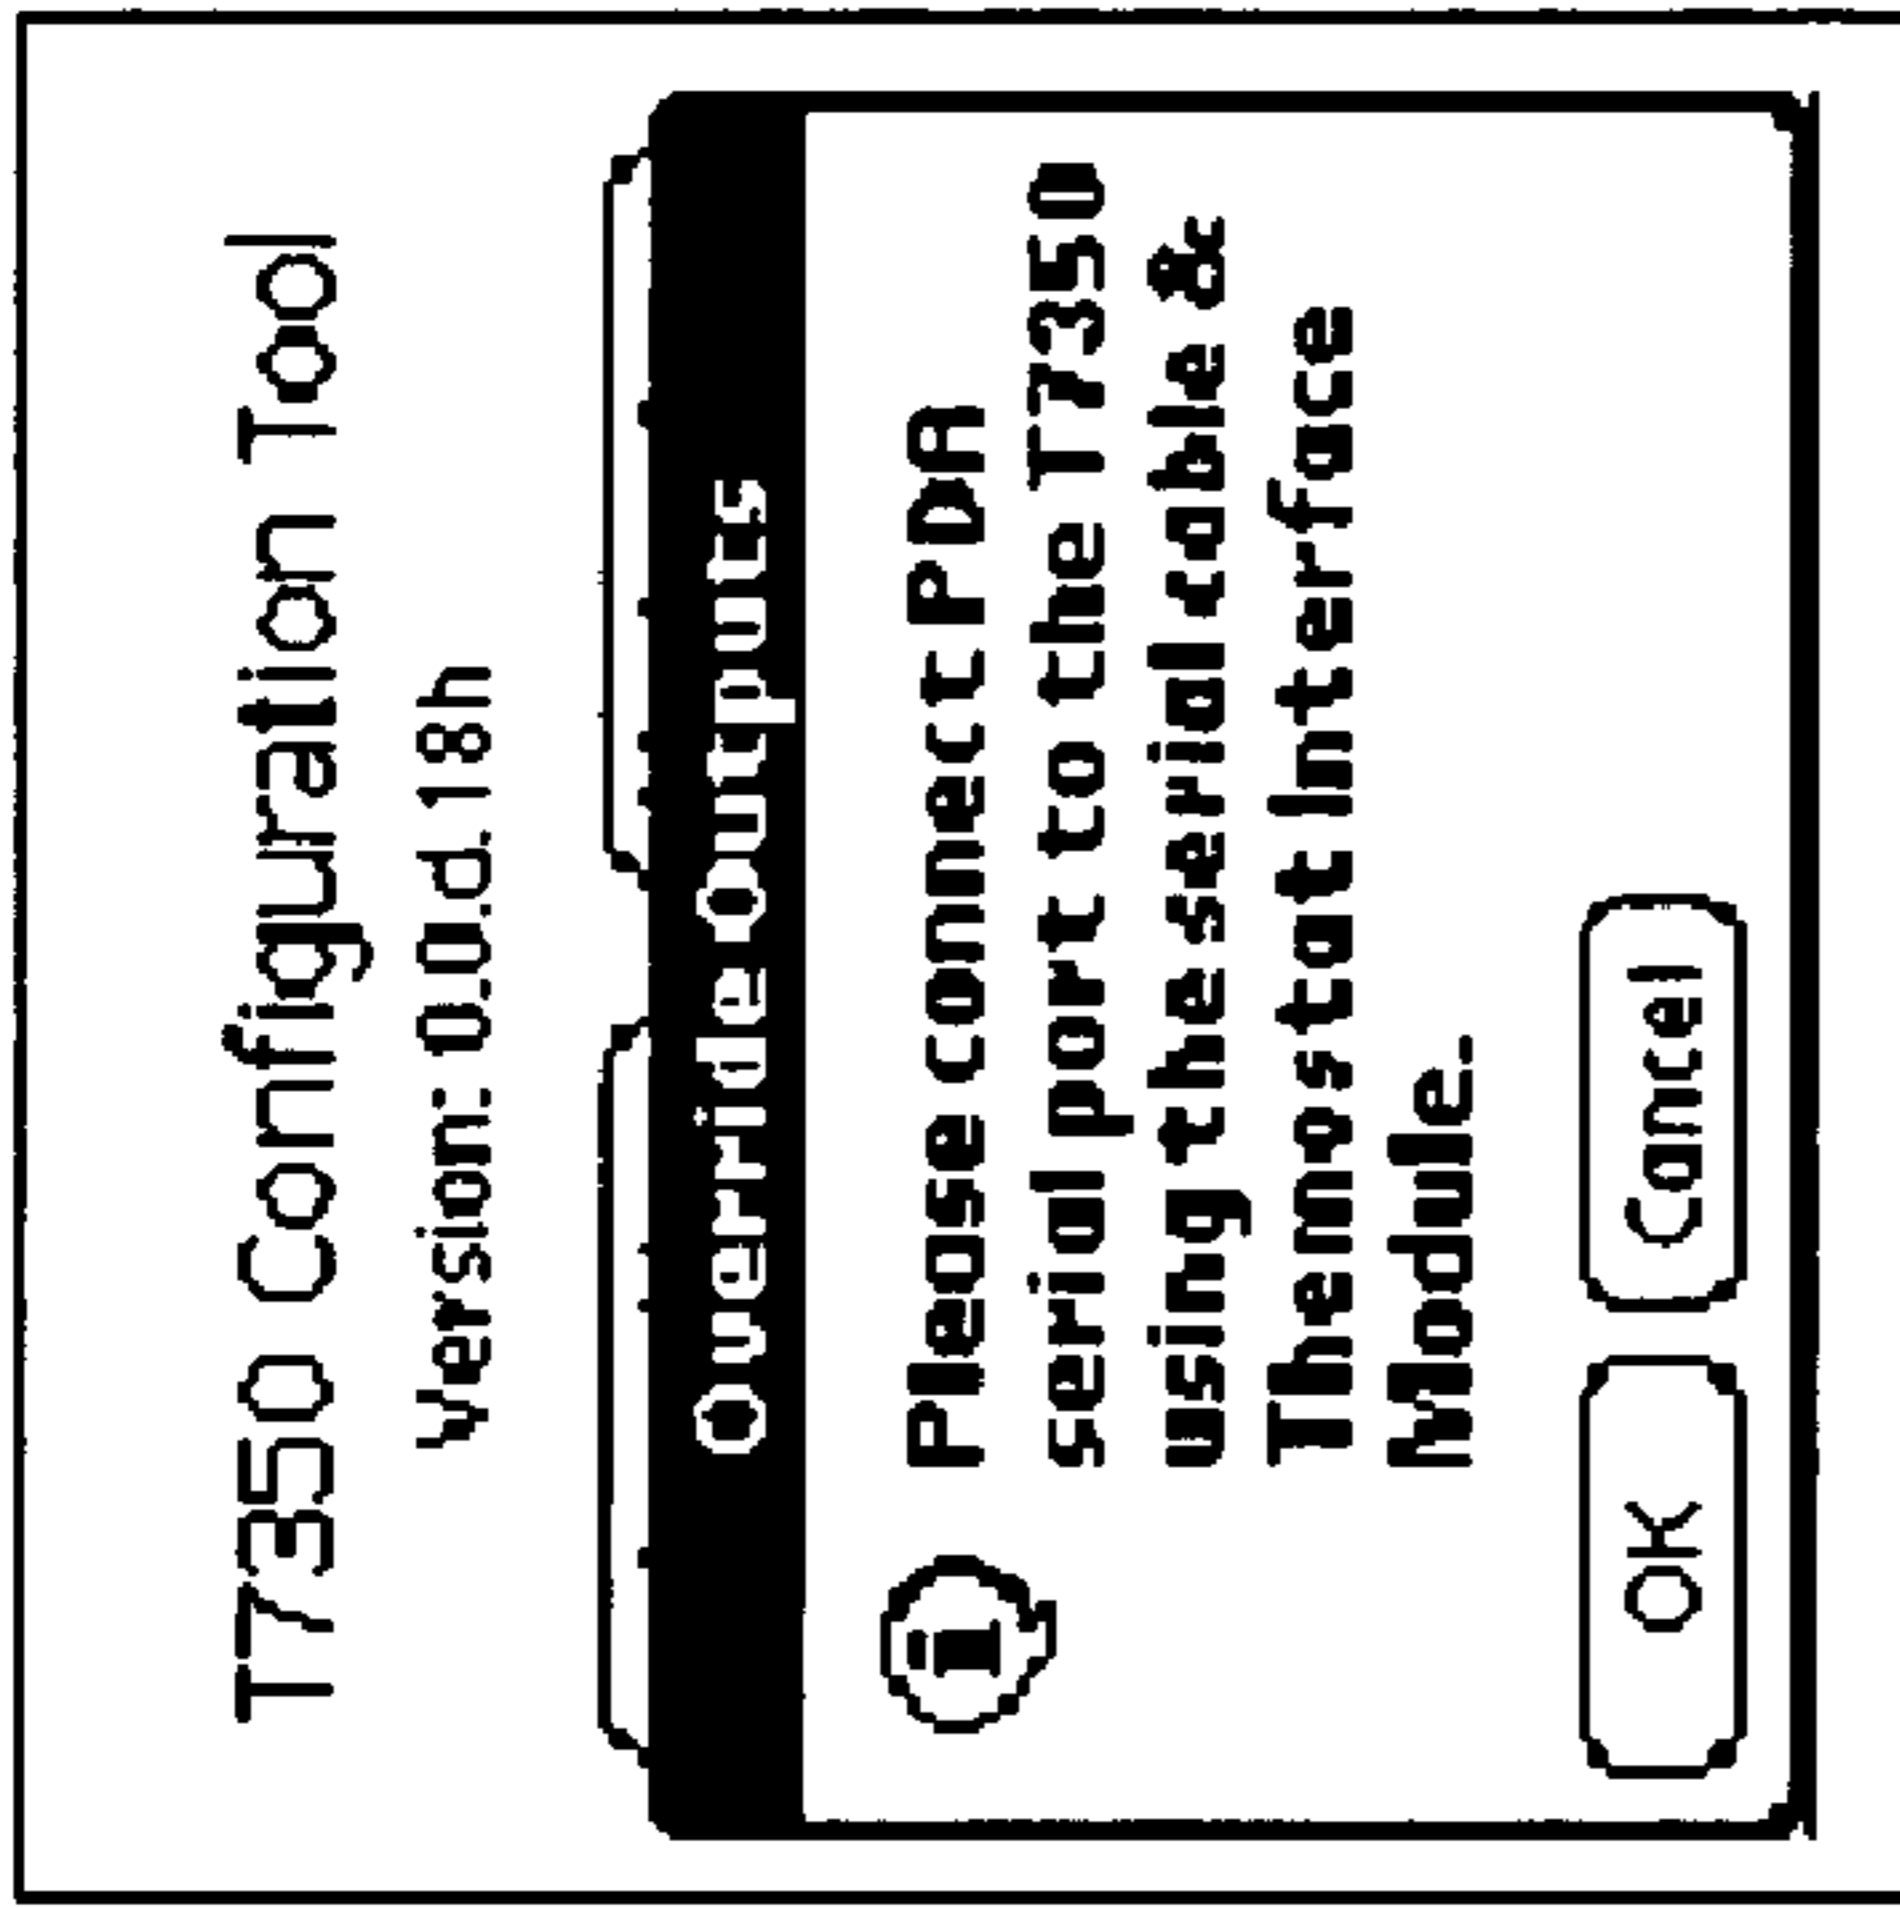 T7350 Configuration Tool
Version: 0.0.d.18h
Override Outputs
Please connect PDA
serial port to the T7350
using the serial cable &
Themostat Interface
Module.
OK Cancel